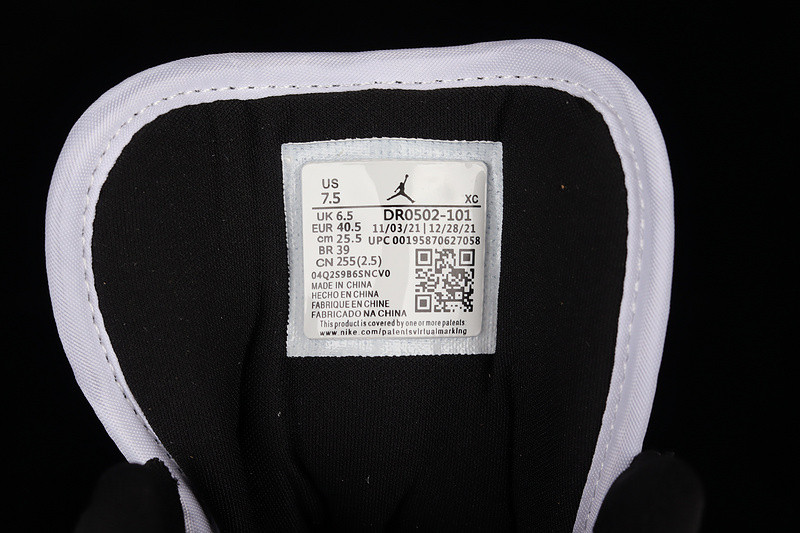 US
7.5 XC
UK 6.5 DR0502-101
EUR 40.5 11/03/21 | 12/28/21
cm 25.5 UPC 00195870627058
BR 39
CN 255(2.5)
04Q2S9B6SNCV0
MADE IN CHINA
HECHO EN CHINA
FABRIQUE EN CHINE
FABRICADO NA CHINA
This product is covered by one or more patents
www.nike.com/patentsvirtualmarking